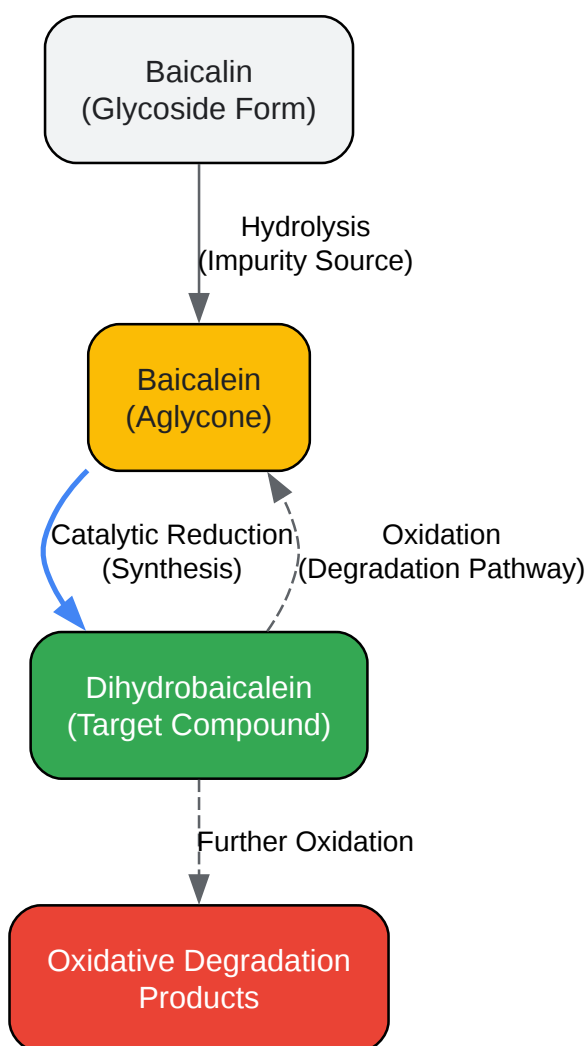 Baicalin
(Glycoside Form)
Hydrolysis
(Impurity Source)
Baicalein
(Aglycone)
Catalytic Reduction
(Synthesis)
Oxidation
(Degradation Pathway)
Dihydrobaicalein
(Target Compound)
Further Oxidation
Oxidative Degradation
Products